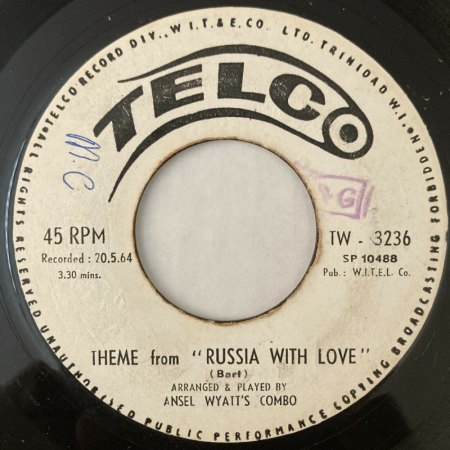 TELCO RECORD DIV., W.I.T.&E.CO. LTD. TRINIDAD W.I.
ALL RIGHTS RESERVED UNAUTHORISED PUBLIC PERFORMANCE COPYING BROADCASTING FORBIDDEN
TELCO
M.C
G
45 RPM
Recorded : 20.5.64
3.30 mins.
TW - 3236
SP 10488
Pub.: W.I.TEL. Co.
THEME from "RUSSIA WITH LOVE"
(Bart)
ARRANGED & PLAYED BY
ANSEL WYATT'S COMBO